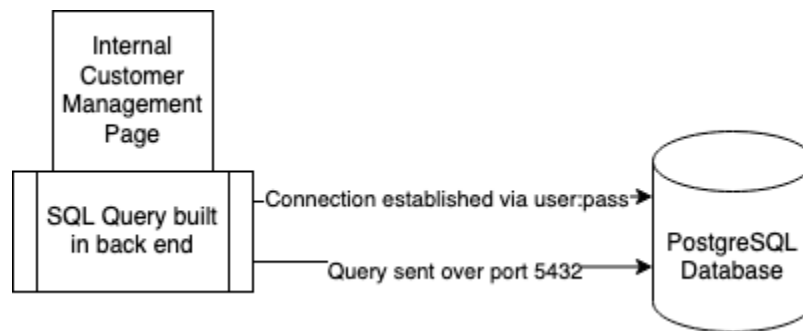 Internal
Customer
Management
Page
SQL Query built
in back end
Connection established via user:pass
Query sent over port 5432
PostgreSQL
Database